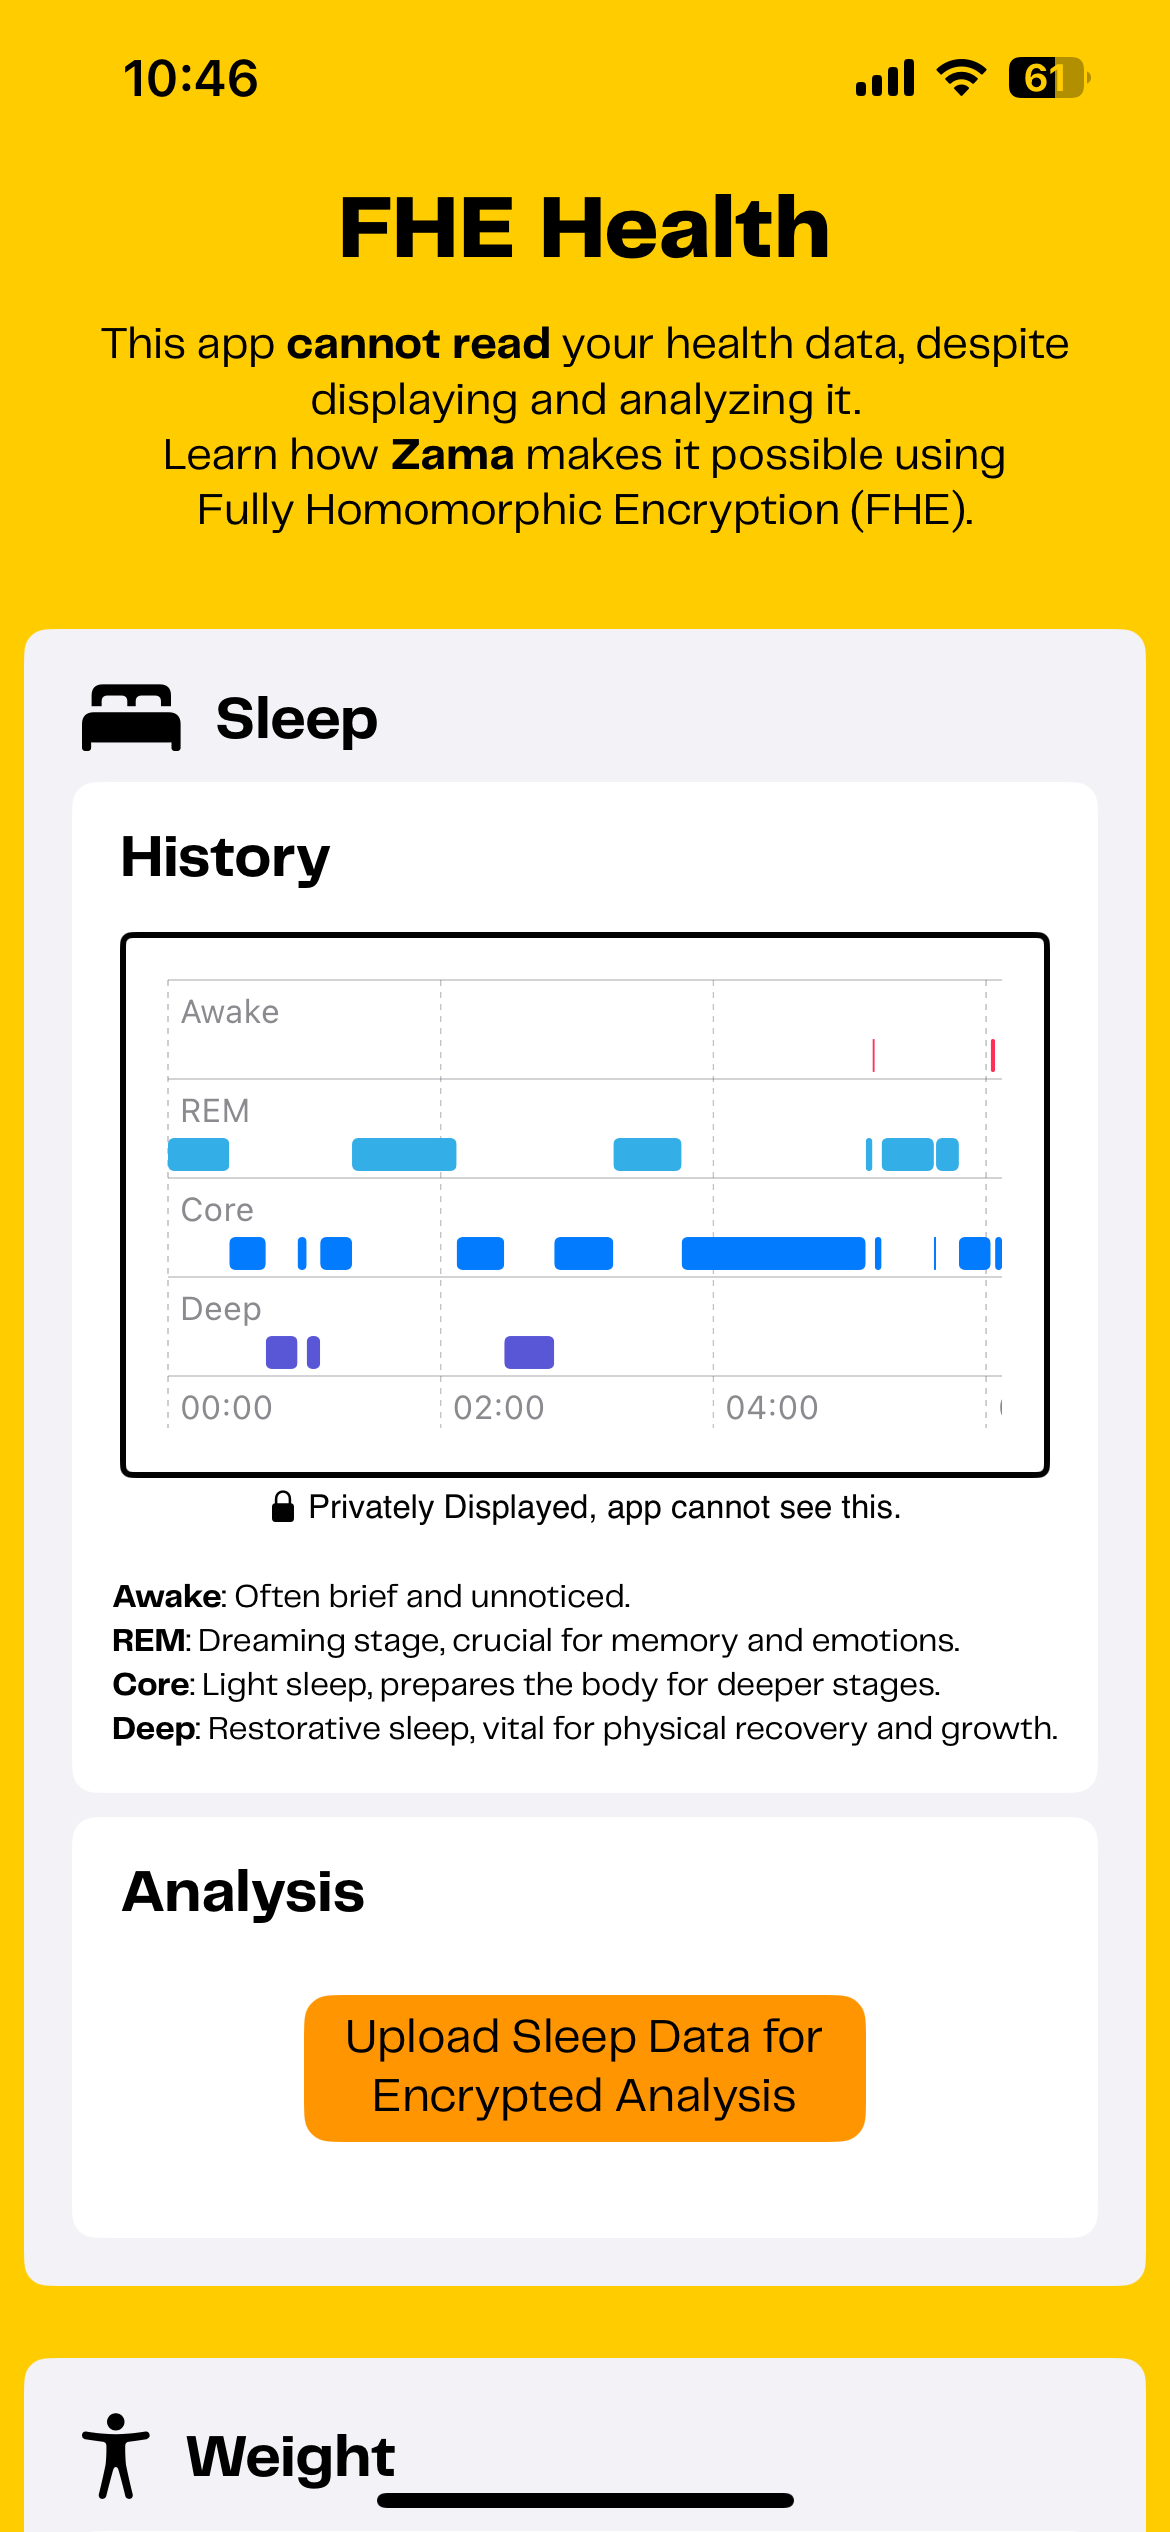 10:46
61
FHE Health
This app cannot read your health data, despite
displaying and analyzing it.
Learn how Zama makes it possible using
Fully Homomorphic Encryption (FHE).
Sleep
History
Awake
REM
Core
Deep
00:00 02:00 04:00
Privately Displayed, app cannot see this.
Awake: Often brief and unnoticed.
REM: Dreaming stage, crucial for memory and emotions.
Core: Light sleep, prepares the body for deeper stages.
Deep: Restorative sleep, vital for physical recovery and growth.
Analysis
Upload Sleep Data for
Encrypted Analysis
Weight